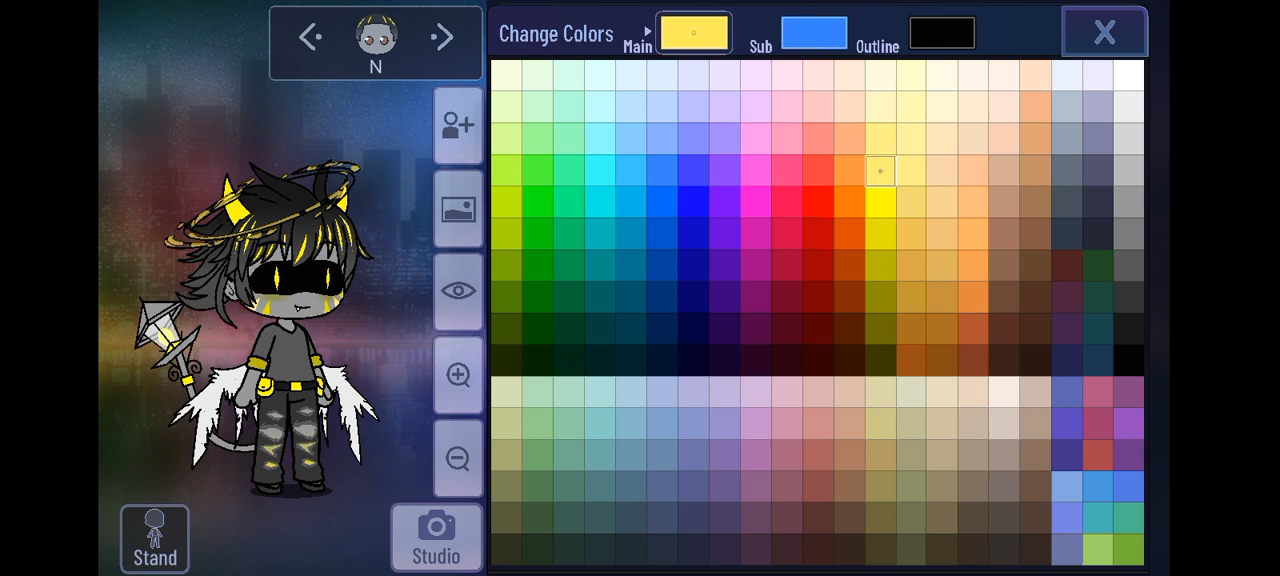 N
Change Colors
Main
Sub
Outline
X
Stand
Studio